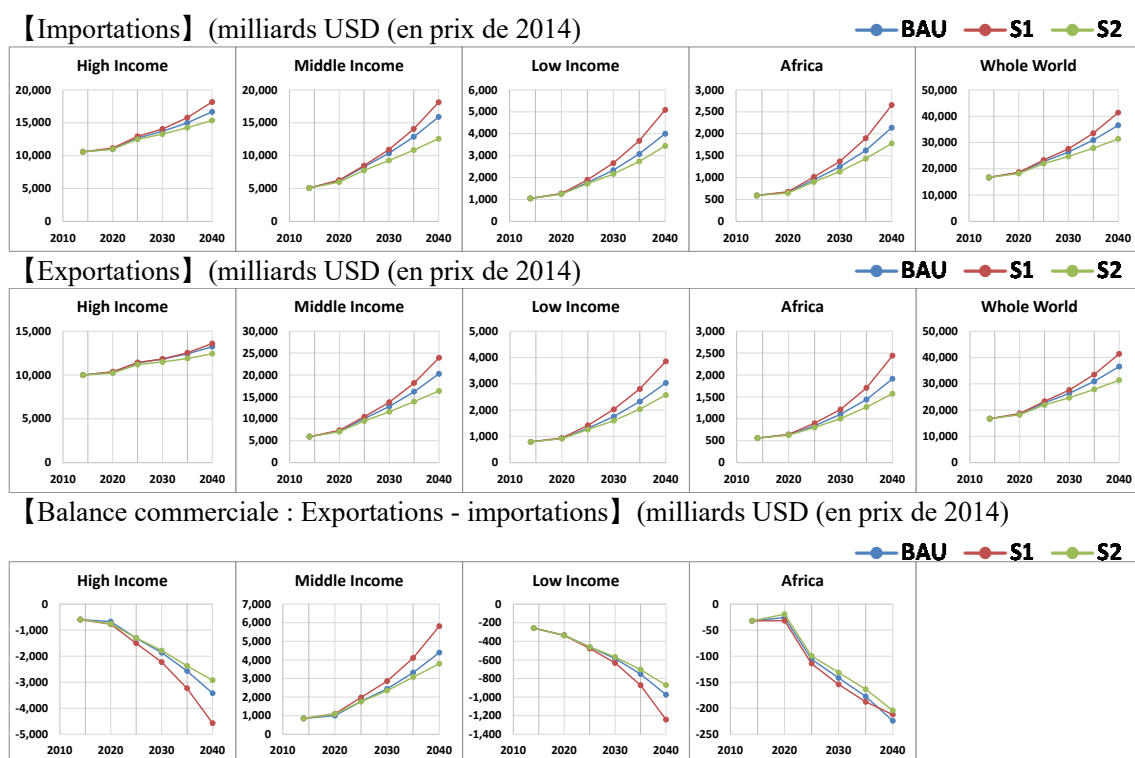 【Importations】(milliards USD (en prix de 2014)
BAU S1 S2
High Income Middle Income Low Income Africa Whole World
20,000 20,000 6,000 3,000 50,000
15,000 15,000 5,000 2,500 40,000
10,000 10,000 4,000 2,000 30,000
5,000 5,000 3,000 1,500 20,000
0 0 2,000 1,000 10,000
1,000 500 0
0 0
2010 2020 2030 2040 2010 2020 2030 2040 2010 2020 2030 2040 2010 2020 2030 2040 2010 2020 2030 2040
【Exportations】(milliards USD (en prix de 2014)
BAU S1 S2
High Income Middle Income Low Income Africa Whole World
15,000 30,000 5,000 3,000 50,000
10,000 25,000 4,000 2,500 40,000
5,000 20,000 3,000 2,000 30,000
0 15,000 2,000 1,500 20,000
10,000 1,000 1,000 10,000
5,000 0 500 0
0 0
2010 2020 2030 2040 2010 2020 2030 2040 2010 2020 2030 2040 2010 2020 2030 2040 2010 2020 2030 2040
【Balance commerciale : Exportations - importations】(milliards USD (en prix de 2014)
BAU S1 S2
High Income Middle Income Low Income Africa
0 7,000 0 0
-1,000 6,000 -200 -50
-2,000 5,000 -400 -100
-3,000 4,000 -600 -150
-4,000 3,000 -800 -200
-5,000 2,000 -1,000 -250
1,000 -1,200
0 -1,400
2010 2020 2030 2040 2010 2020 2030 2040 2010 2020 2030 2040 2010 2020 2030 2040